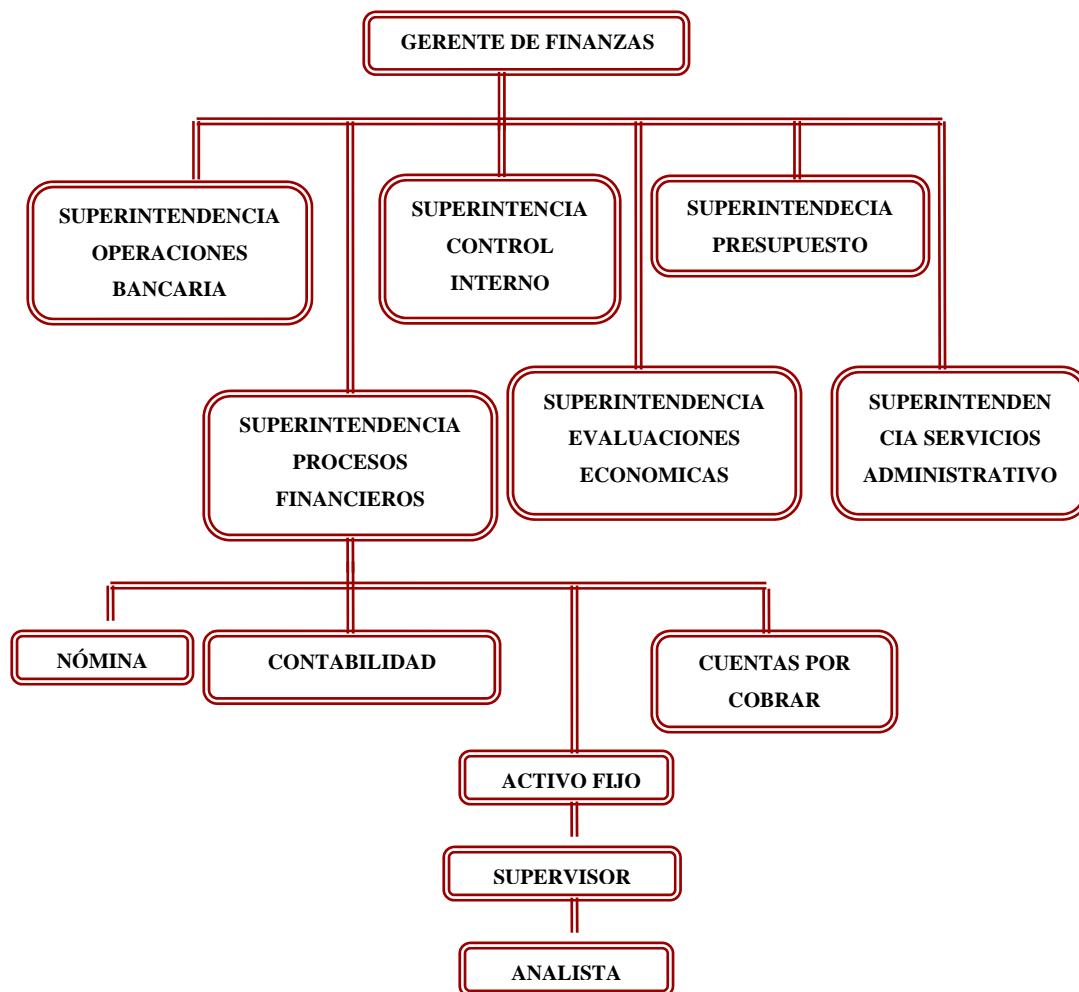 GERENTE DE FINANZAS
SUPERINTENDENCIA
OPERACIONES
BANCARIA
SUPERINTENCIA
CONTROL
INTERNO
SUPERINTENDECIA
PRESUPUESTO
SUPERINTENDENCIA
PROCESOS
FINANCIEROS
SUPERINTENDENCIA
EVALUACIONES
ECONOMICAS
SUPERINTENDEN
CIA SERVICIOS
ADMINISTRATIVO
NÓMINA
CONTABILIDAD
CUENTAS POR
COBRAR
ACTIVO FIJO
SUPERVISOR
ANALISTA